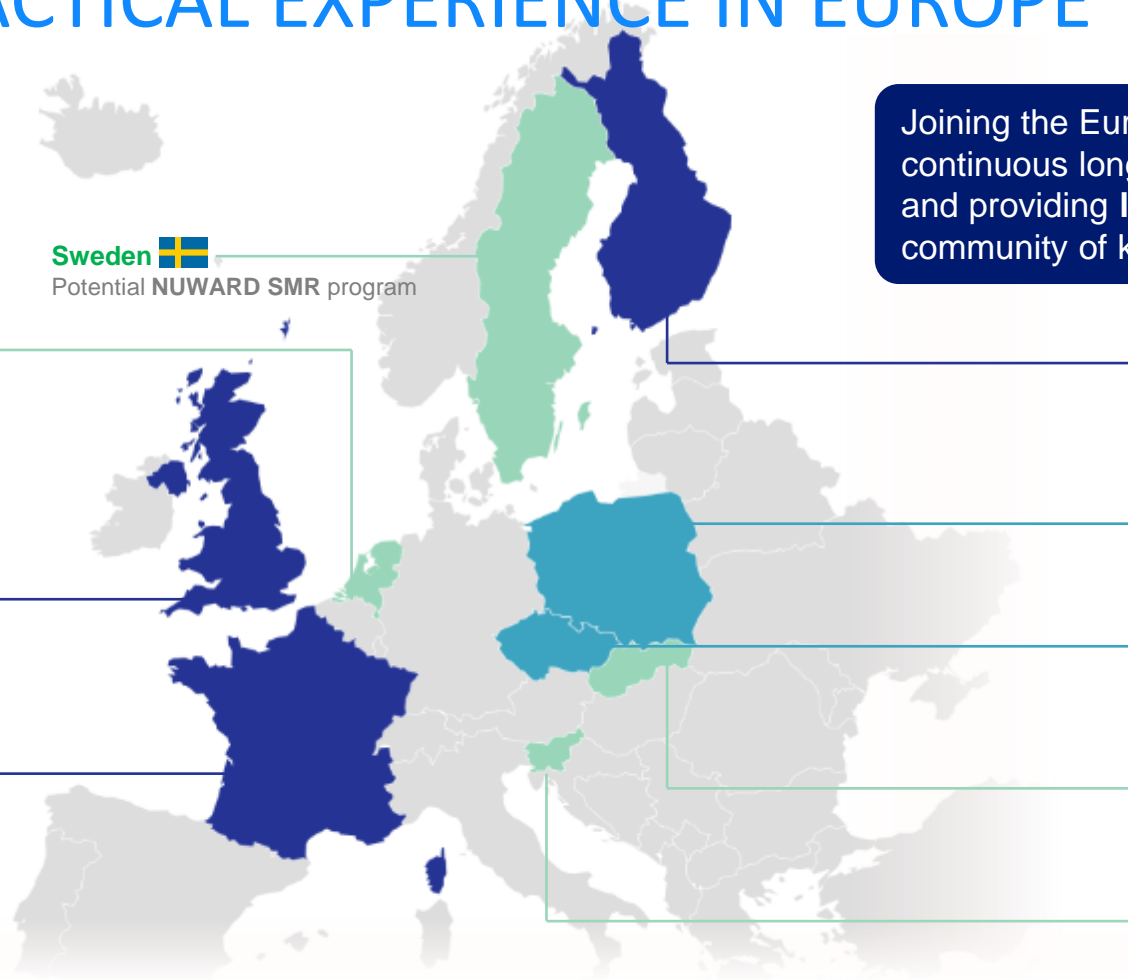 ACTICAL EXPERIENCE IN EUROPE
Joining the Eur
continuous long
and providing I
community of k
Sweden
Potential NUWARD SMR program